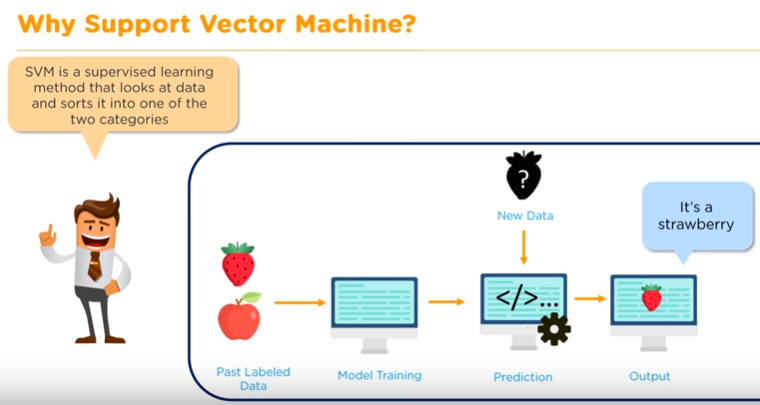 Why Support Vector Machine?
SVM is a supervised learning
method that looks at data
and sorts it into one of the
two categories
?
New Data
It's a
strawberry
</>...
Past Labeled
Data
Model Training
Prediction
Output